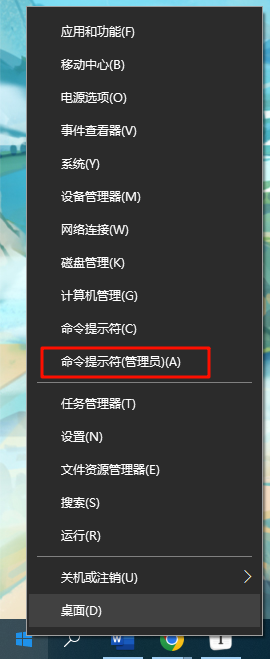 应用和功能(F)
移动中心(B)
电源选项(O)
事件查看器(V)
系统(Y)
设备管理器(M)
网络连接(W)
磁盘管理(K)
计算机管理(G)
命令提示符(C)
命令提示符(管理员)(A)
任务管理器(T)
设置(N)
文件资源管理器(E)
搜索(S)
运行(R)
关机或注销(U)
桌面(D)